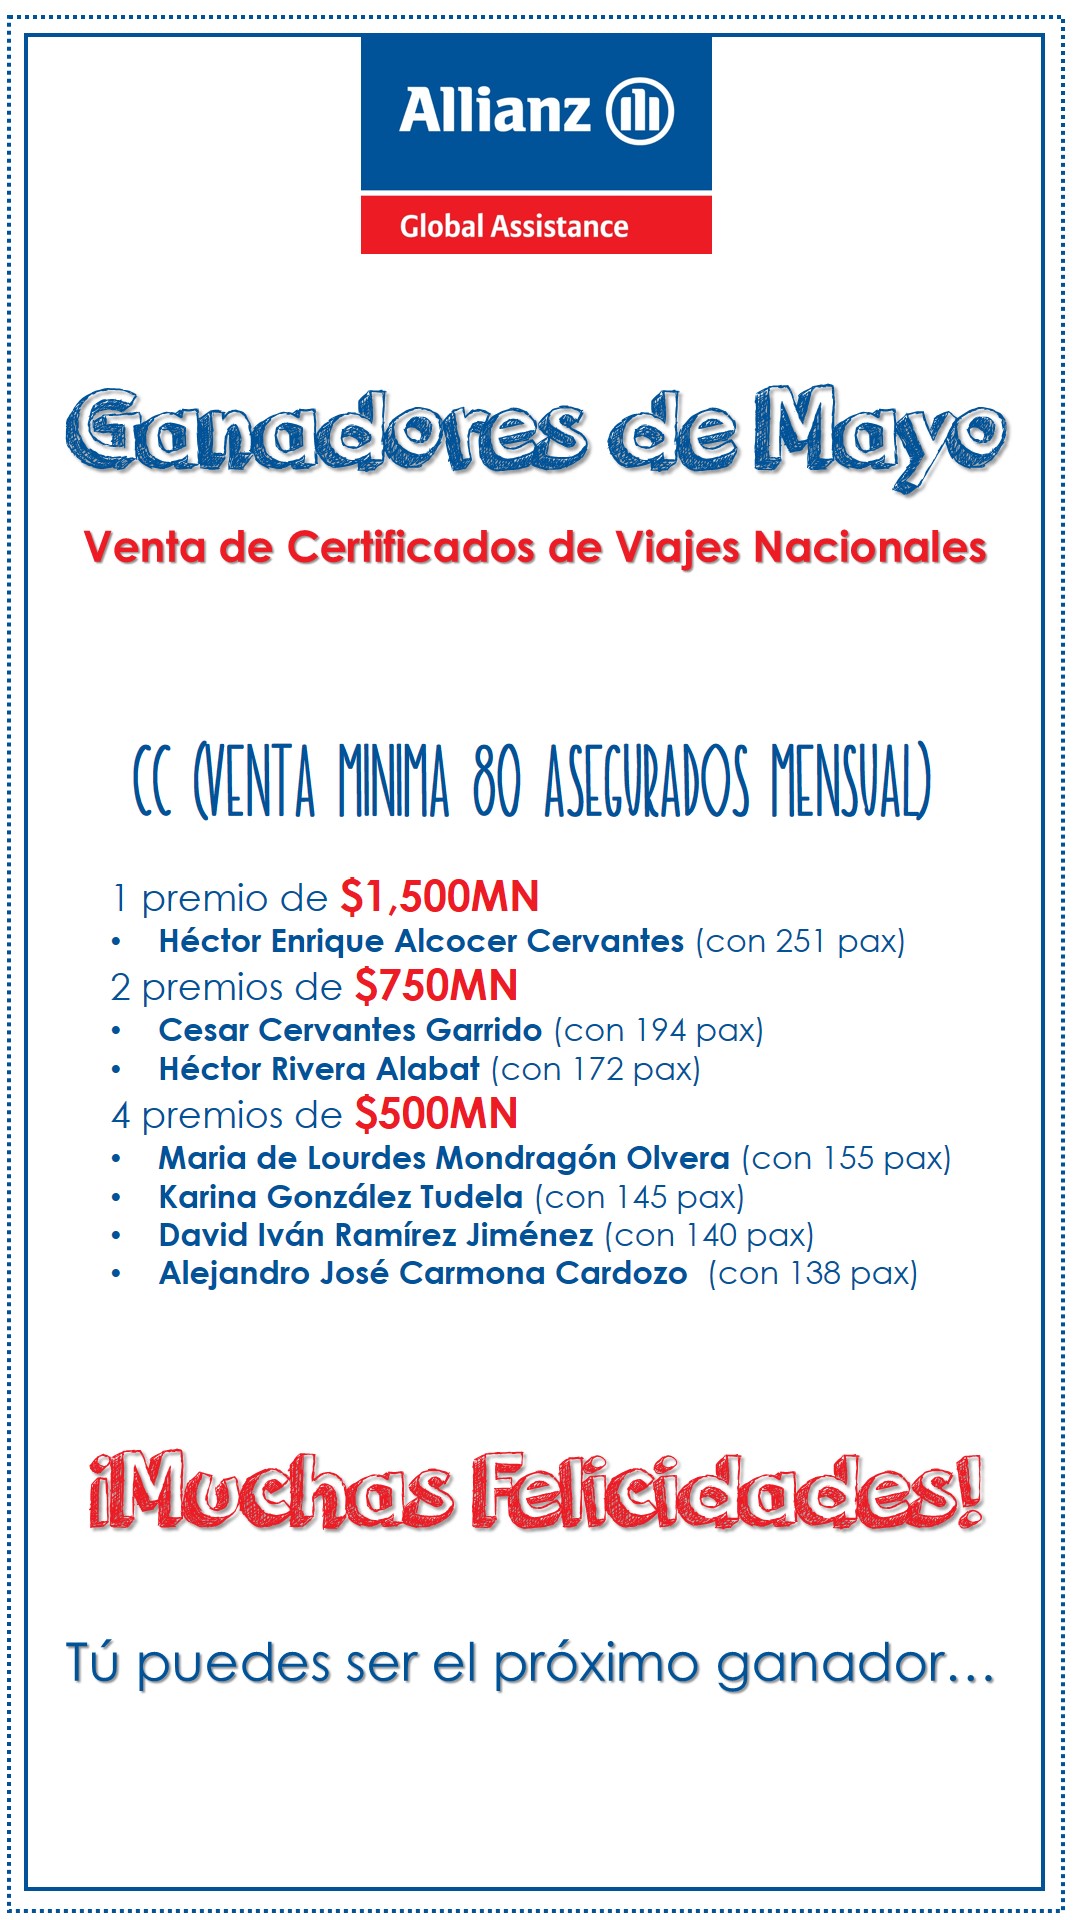 Allianz
Global Assistance
Ganadores de Mayo
Venta de Certificados de Viajes Nacionales
CC (VENTA MINIMA 80 ASEGURADOS MENSUAL)
1 premio de $1,500MN
• Héctor Enrique Alcocer Cervantes (con 251 pax)
2 premios de $750MN
• Cesar Cervantes Garrido (con 194 pax)
• Héctor Rivera Alabat (con 172 pax)
4 premios de $500MN
• Maria de Lourdes Mondragón Olvera (con 155 pax)
• Karina González Tudela (con 145 pax)
• David Iván Ramírez Jiménez (con 140 pax)
• Alejandro José Carmona Cardozo (con 138 pax)
¡Muchas Felicidades!
Tú puedes ser el próximo ganador...